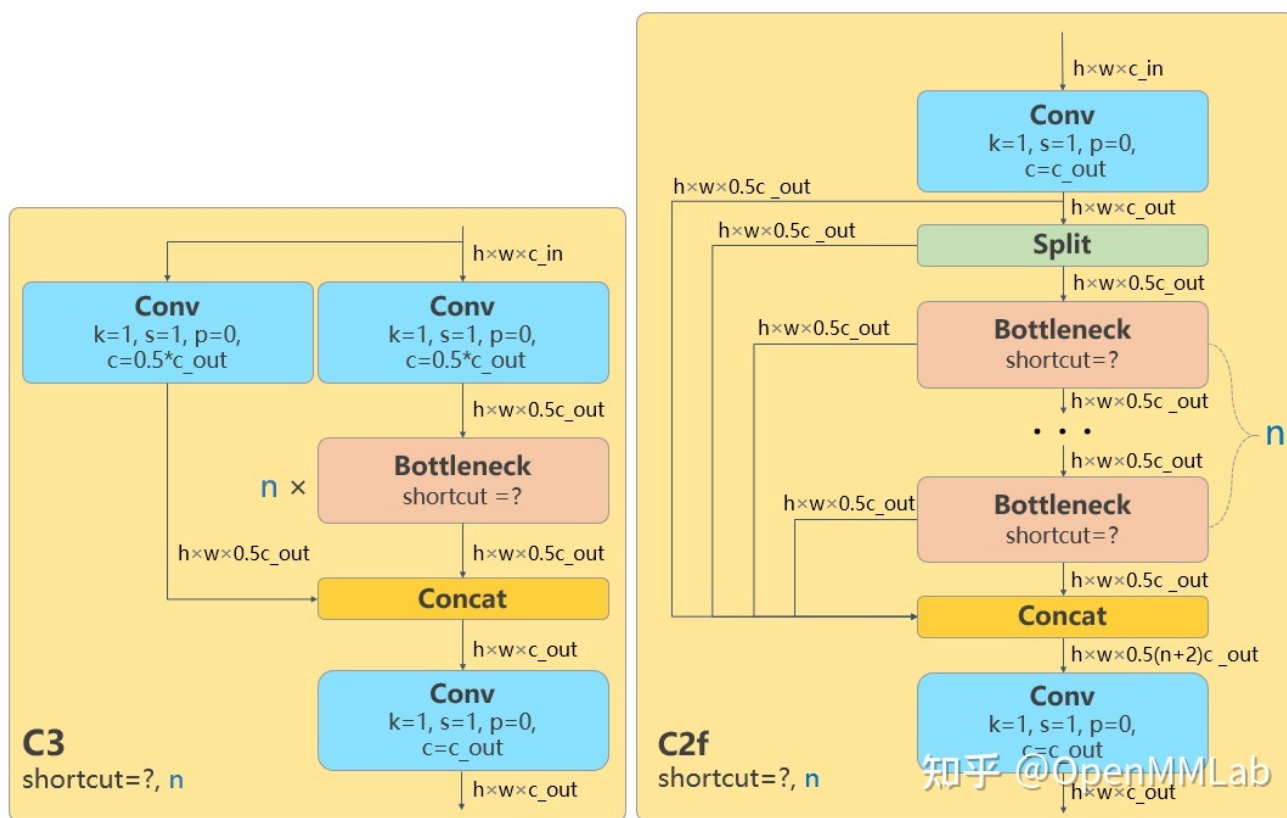 h×w×c_in
Conv
k=1, s=1, p=0,
c=0.5*c_out
Conv
k=1, s=1, p=0,
c=0.5*c_out
h×w×0.5c_out
n ×
Bottleneck
shortcut =?
h×w×0.5c_out
h×w×0.5c_out
Concat
h×w×c_out
Conv
k=1, s=1, p=0,
c=c_out
C3
shortcut=?, n
h×w×c_out
h×w×c_in
Conv
k=1, s=1, p=0,
c=c_out
h×w×0.5c _out
h×w×c_out
h×w×0.5c _out
Split
h×w×0.5c_out
h×w×0.5c_out
Bottleneck
shortcut=?
h×w×0.5c _out
• • •
n
h×w×0.5c_out
h×w×0.5c_out
Bottleneck
shortcut=?
h×w×0.5c _out
Concat
h×w×0.5(n+2)c _out
Conv
k=1, s=1, p=0,
c=c_out
C2f
shortcut=?, n
知乎 @OpenMMLab
h×w×c_out